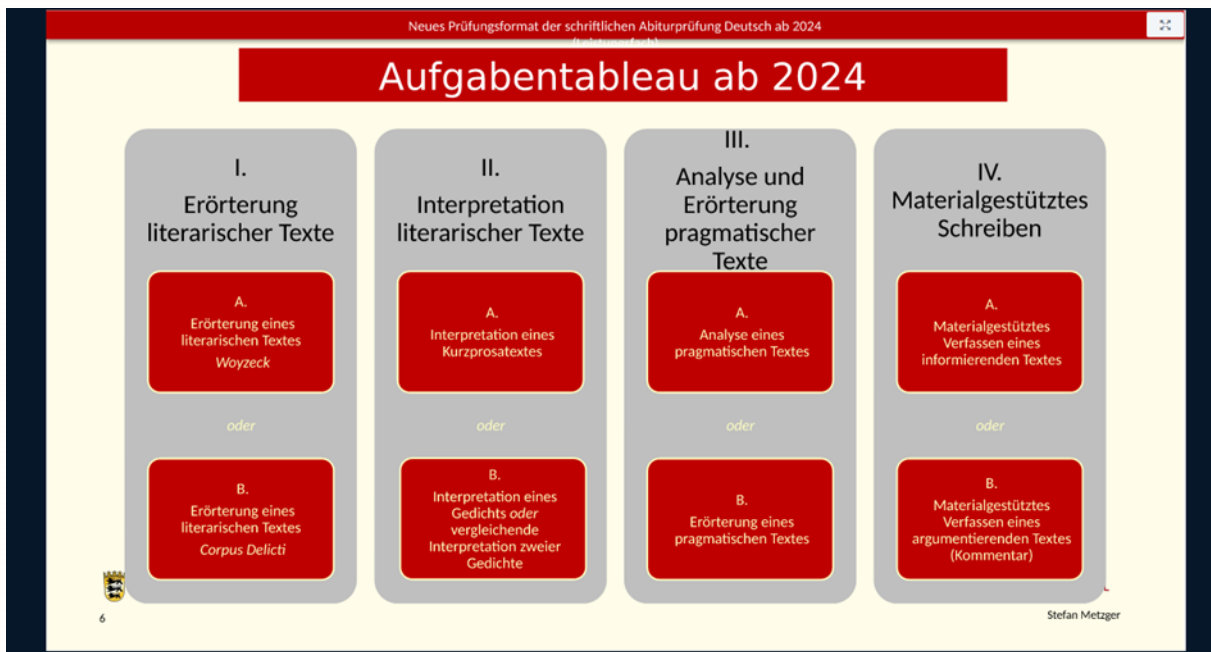 Neues Prüfungsformat der schriftlichen Abiturprüfung Deutsch ab 2024
(Leistungsfach)
Aufgabentableau ab 2024
I.
Erörterung
literarischer Texte
A.
Erörterung eines
literarischen Textes
Woyzeck
oder
B.
Erörterung eines
literarischen Textes
Corpus Delicti
II.
Interpretation
literarischer Texte
A.
Interpretation eines
Kurzprosatextes
oder
B.
Interpretation eines
Gedichts oder
vergleichende
Interpretation zweier
Gedichte
III.
Analyse und
Erörterung
pragmatischer
Texte
A.
Analyse eines
pragmatischen Textes
oder
B.
Erörterung eines
pragmatischen Textes
IV.
Materialgestütztes
Schreiben
A.
Materialgestütztes
Verfassen eines
informierenden Textes
oder
B.
Materialgestütztes
Verfassen eines
argumentierenden Textes
(Kommentar)
6
Stefan Metzger